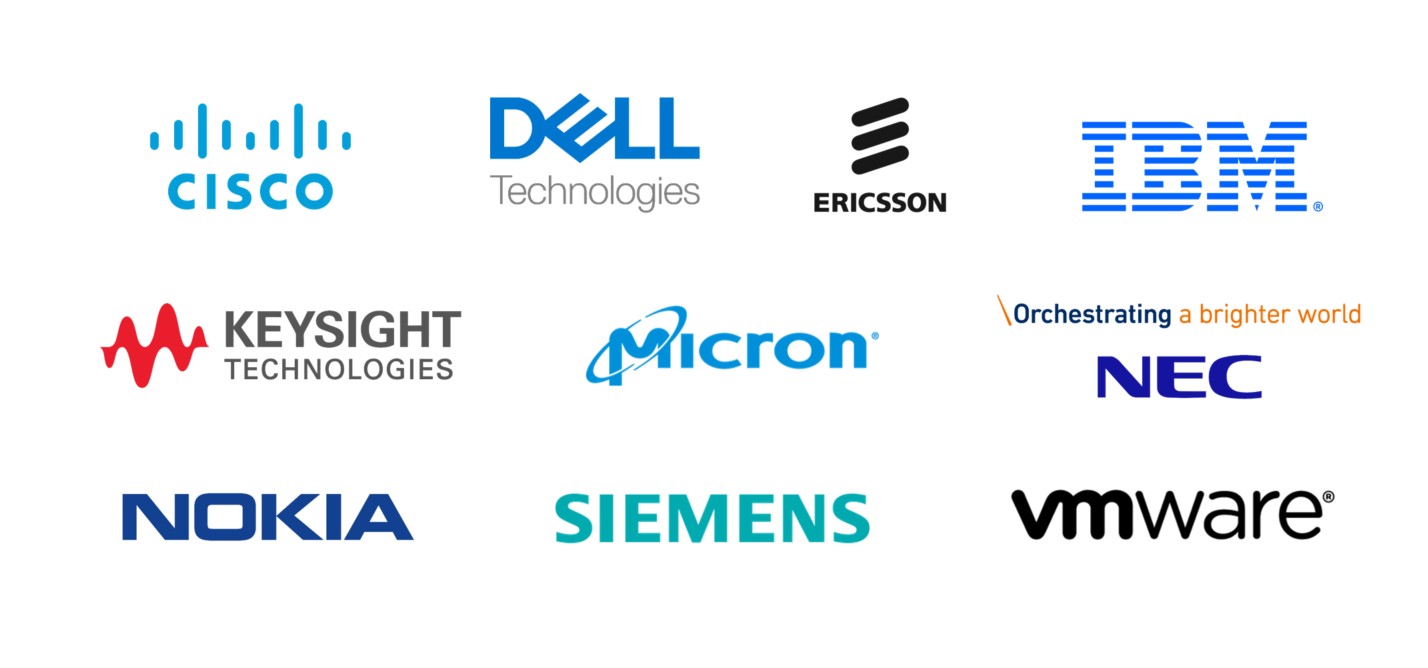 CISCO
DELL
Technologies
ERICSSON
IBM®
KEYSIGHT
TECHNOLOGIES
Micron®
\Orchestrating a brighter world
NEC
NOKIA
SIEMENS
vmware®